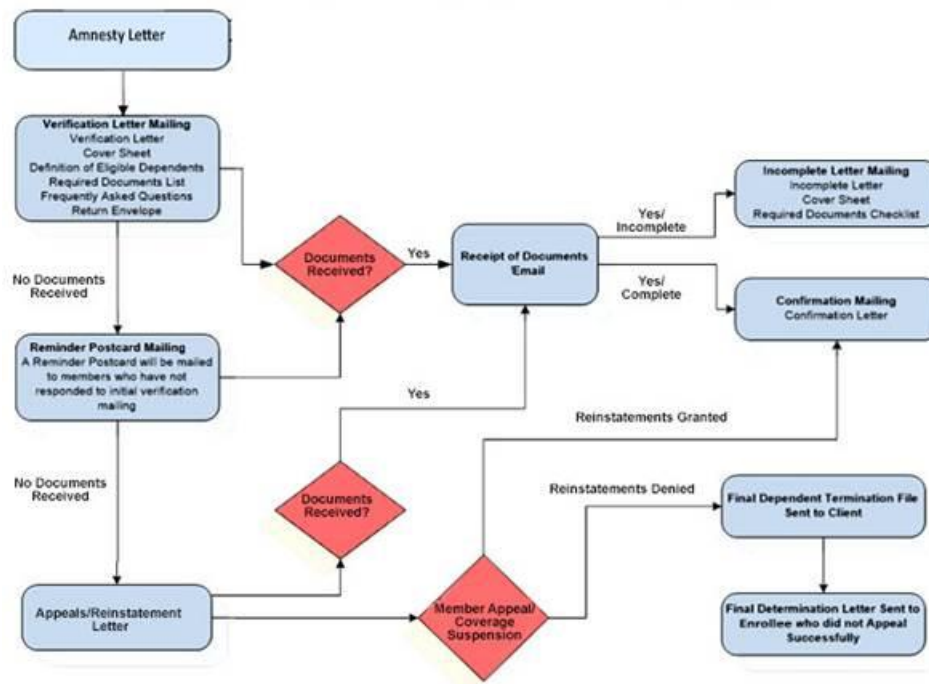 Amnesty Letter
Verification Letter Mailing
Verification Letter
Cover Sheet
Definition of Eligible Dependents
Required Documents List
Frequently Asked Questions
Return Envelope
No Documents
Received
Reminder Postcard Mailing
A Reminder Postcard will be mailed
to members who have not
responded to initial verification
mailing
No Documents
Received
Appeals/Reinstatement
Letter
Documents
Received?
Yes
Receipt of Documents
/Email
Yes/
Incomplete
Incomplete Letter Mailing
Incomplete Letter
Cover Sheet
Required Documents Checklist
Yes/
Complete
Confirmation Mailing
Confirmation Letter
Yes
Documents
Received?
Reinstatements Granted
Reinstatements Denied
Member Appeal/
Coverage
Suspension
Final Dependent Termination File
Sent to Client
Final Determination Letter Sent to
Enrollee who did not Appeal
Successfully